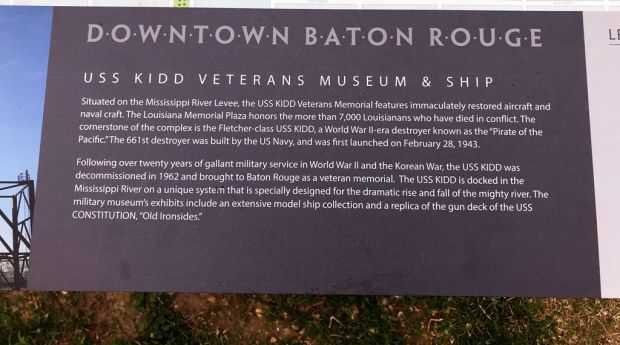 D·O·W·N·T·O·W·N B·A·T·O·N R·O·U·G·E
USS KIDD VETERANS MUSEUM & SHIP
Situated on the Mississippi River Levee, the USS KIDD Veterans Memorial features immaculately restored aircraft and
naval craft. The Louisiana Memorial Plaza honors the more than 7,000 Louisianans who have died in conflict. The
cornerstone of the complex is the Fletcher-class USS KIDD, a World War II-era destroyer known as the “Pirate of the
Pacific.” The 661st destroyer was built by the US Navy, and was first launched on February 28, 1943.
Following over twenty years of gallant military service in World War II and the Korean War, the USS KIDD was
decommissioned in 1962 and brought to Baton Rouge as a veteran memorial. The USS KIDD is docked in the
Mississippi River on a unique system that is specially designed for the dramatic rise and fall of the mighty river. The
military museum's exhibits include an extensive model ship collection and a replica of the gun deck of the USS
CONSTITUTION, “Old Ironsides.”